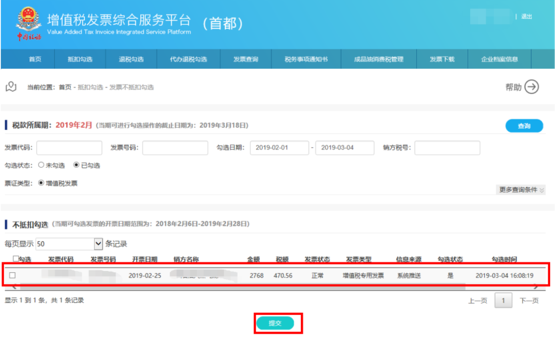 增值税发票综合服务平台 （首都）
Value Added Tax Invoice Integrated Service Platform
退出
首页 抵扣勾选 退税勾选 代办退税勾选 发票查询 税务事项通知书 成品油消费税管理 发票下载 企业档案信息
当前位置：首页 - 抵扣勾选 - 发票不抵扣勾选 帮助
税款所属期：2019年2月 (当期可进行勾选操作的截止日期为：2019年3月18日) 查询
发票代码： 发票号码： 勾选日期： 2019-02-01 - 2019-03-04 销方税号：
勾选状态： 未勾选 已勾选
票证类型： 增值税发票
更多查询条件
不抵扣勾选 (当期可勾选发票的开票日期范围为：2018年2月6日-2019年2月28日)
每页显示 50 条记录
勾选 发票代码 发票号码 开票日期 销方名称 金额 税额 发票状态 发票类型 信息来源 勾选状态 勾选时间
2019-02-25 2768 470.56 正常 增值税专用发票 系统推送 是 2019-03-04 16:08:19
显示 1 到 1 条，共 1 条记录 上一页 1 下一页
提交